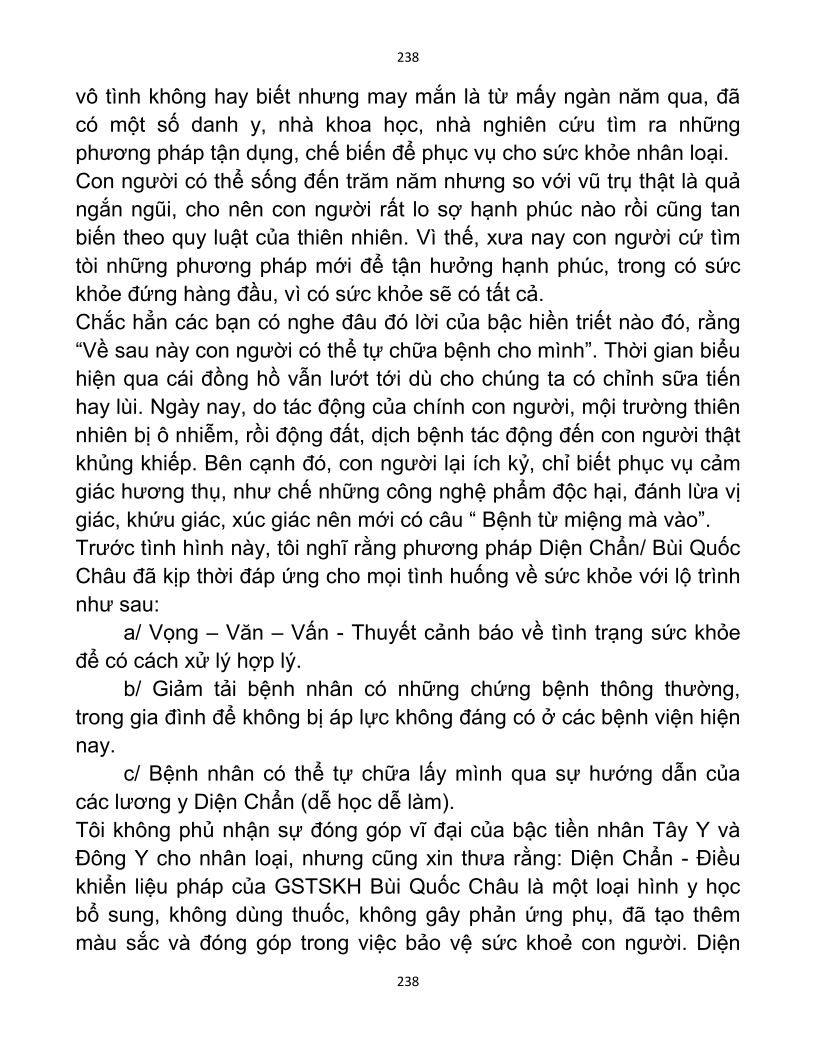 238
vô tình không hay biết nhưng may mắn là từ mấy ngàn năm qua, đã
có một số danh y, nhà khoa học, nhà nghiên cứu tìm ra những
phương pháp tận dụng, chế biến để phục vụ cho sức khỏe nhân loại.
Con người có thể sống đến trăm năm nhưng so với vũ trụ thật là quả
ngắn ngũi, cho nên con người rất lo sợ hạnh phúc nào rồi cũng tan
biến theo quy luật của thiên nhiên. Vì thế, xưa nay con người cứ tìm
tòi những phương pháp mới để tận hưởng hạnh phúc, trong có sức
khỏe đứng hàng đầu, vì có sức khỏe sẽ có tất cả.
Chắc hẳn các bạn có nghe đâu đó lời của bậc hiền triết nào đó, rằng
“Về sau này con người có thể tự chữa bệnh cho mình”. Thời gian biểu
hiện qua cái đồng hồ vẫn lướt tới dù cho chúng ta có chỉnh sữa tiến
hay lùi. Ngày nay, do tác động của chính con người, mội trường thiên
nhiên bị ô nhiễm, rồi động đất, dịch bệnh tác động đến con người thật
khủng khiếp. Bên cạnh đó, con người lại ích kỷ, chỉ biết phục vụ cảm
giác hương thụ, như chế những công nghệ phẩm độc hại, đánh lừa vị
giác, khứu giác, xúc giác nên mới có câu “ Bệnh từ miệng mà vào”.
Trước tình hình này, tôi nghĩ rằng phương pháp Diện Chẩn/ Bùi Quốc
Châu đã kịp thời đáp ứng cho mọi tình huống về sức khỏe với lộ trình
như sau:
a/ Vọng – Văn – Vấn - Thuyết cảnh báo về tình trạng sức khỏe
để có cách xử lý hợp lý.
b/ Giảm tải bệnh nhân có những chứng bệnh thông thường,
trong gia đình để không bị áp lực không đáng có ở các bệnh viện hiện
nay.
c/ Bệnh nhân có thể tự chữa lấy mình qua sự hướng dẫn của
các lương y Diện Chẩn (dễ học dễ làm).
Tôi không phủ nhận sự đóng góp vĩ đại của bậc tiền nhân Tây Y và
Đông Y cho nhân loại, nhưng cũng xin thưa rằng: Diện Chẩn - Điều
khiển liệu pháp của GSTSKH Bùi Quốc Châu là một loại hình y học
bổ sung, không dùng thuốc, không gây phản ứng phụ, đã tạo thêm
màu sắc và đóng góp trong việc bảo vệ sức khoẻ con người. Diện
238